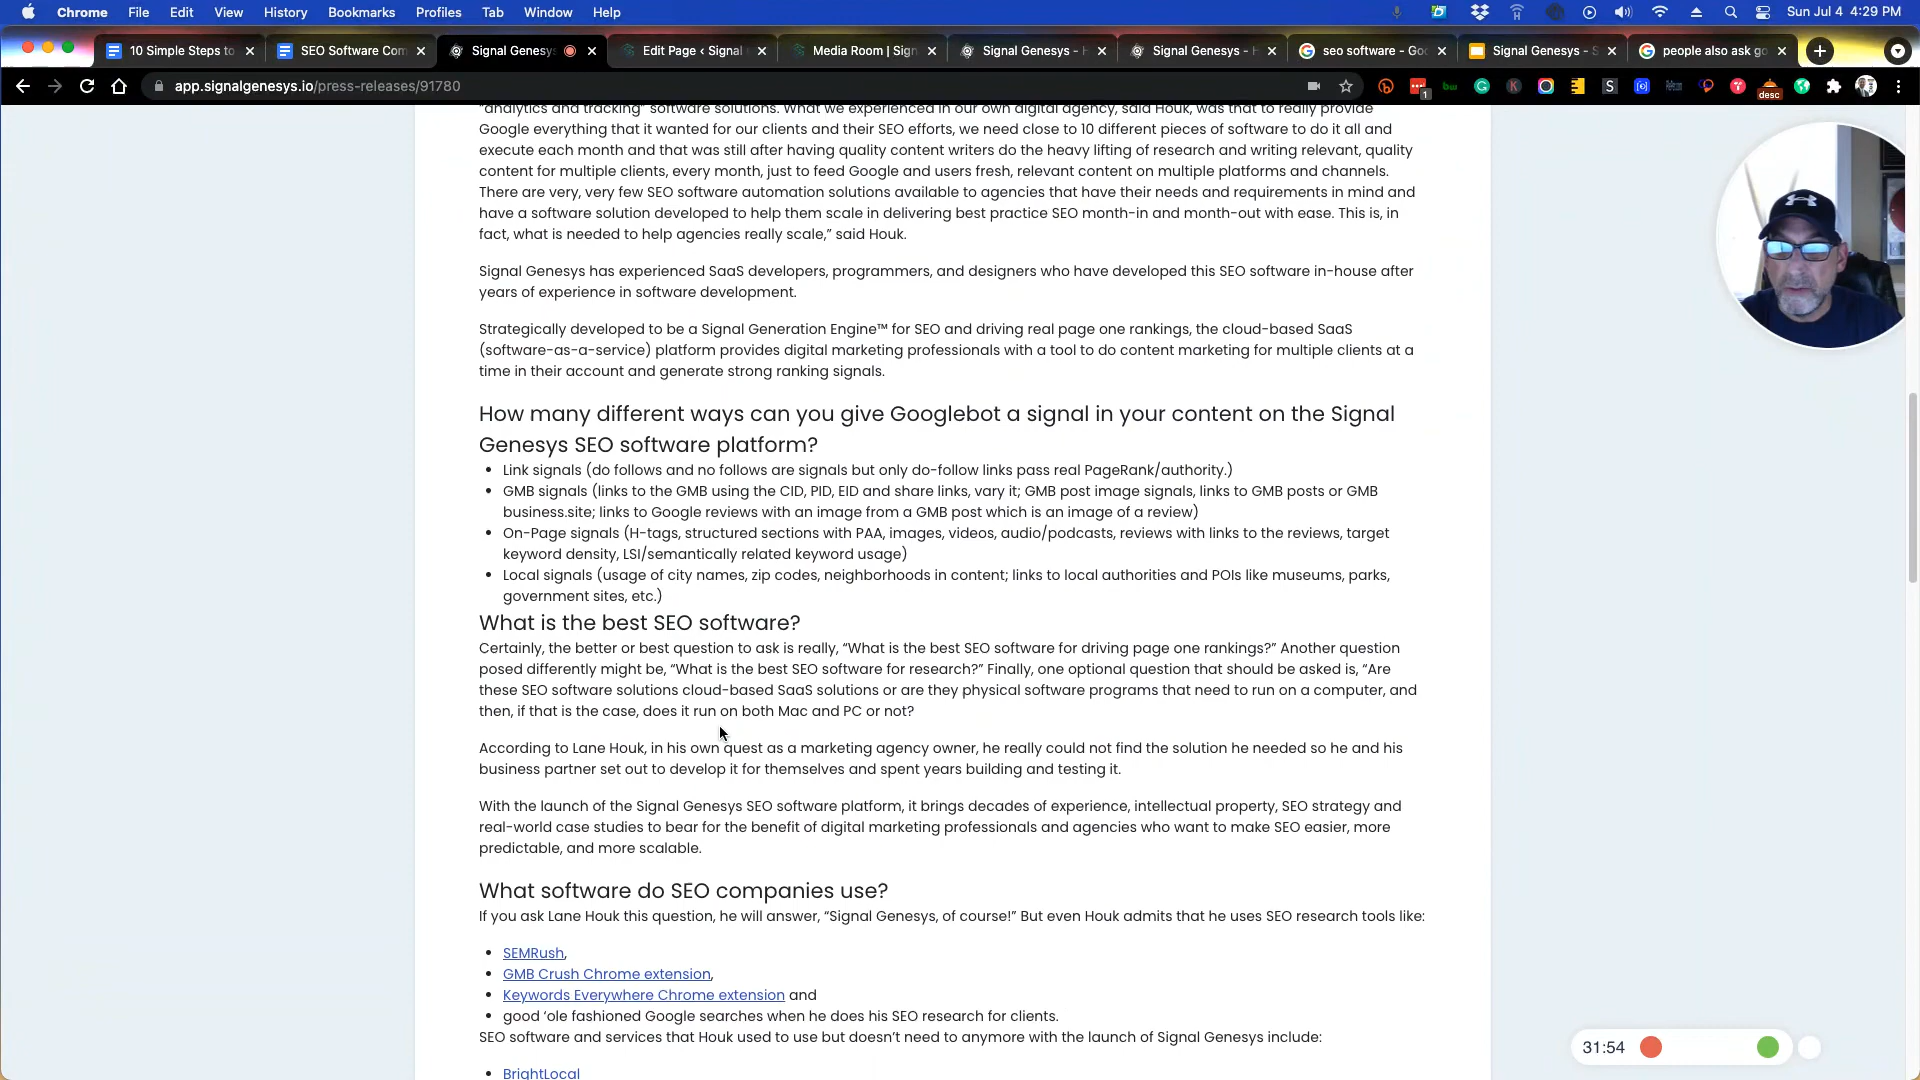 Chrome File Edit View History Bookmarks Profiles Tab Window Help Sun Jul 4 4:29 PM
10 Simple Steps to
SEO Software Com
Signal Genesys
Edit Page ‹ Signal
Media Room | Sign
Signal Genesys - H
Signal Genesys - H
seo software - Goo
Signal Genesys - S
people also ask go
app.signalgenesys.io/press-releases/91780
1
bw
desc
"analytics and tracking" software solutions. What we experienced in our own digital agency, said Houk, was that to really provide
Google everything that it wanted for our clients and their SEO efforts, we need close to 10 different pieces of software to do it all and
execute each month and that was still after having quality content writers do the heavy lifting of research and writing relevant, quality
content for multiple clients, every month, just to feed Google and users fresh, relevant content on multiple platforms and channels.
There are very, very few SEO software automation solutions available to agencies that have their needs and requirements in mind and
have a software solution developed to help them scale in delivering best practice SEO month-in and month-out with ease. This is, in
fact, what is needed to help agencies really scale,” said Houk.
Signal Genesys has experienced SaaS developers, programmers, and designers who have developed this SEO software in-house after
years of experience in software development.
Strategically developed to be a Signal Generation Engine™ for SEO and driving real page one rankings, the cloud-based SaaS
(software-as-a-service) platform provides digital marketing professionals with a tool to do content marketing for multiple clients at a
time in their account and generate strong ranking signals.
How many different ways can you give Googlebot a signal in your content on the Signal
Genesys SEO software platform?
• Link signals (do follows and no follows are signals but only do-follow links pass real PageRank/authority.)
• GMB signals (links to the GMB using the CID, PID, EID and share links, vary it; GMB post image signals, links to GMB posts or GMB
business.site; links to Google reviews with an image from a GMB post which is an image of a review)
• On-Page signals (H-tags, structured sections with PAA, images, videos, audio/podcasts, reviews with links to the reviews, target
keyword density, LSI/semantically related keyword usage)
• Local signals (usage of city names, zip codes, neighborhoods in content; links to local authorities and POIs like museums, parks,
government sites, etc.)
What is the best SEO software?
Certainly, the better or best question to ask is really, “What is the best SEO software for driving page one rankings?” Another question
posed differently might be, “What is the best SEO software for research?” Finally, one optional question that should be asked is, “Are
these SEO software solutions cloud-based SaaS solutions or are they physical software programs that need to run on a computer, and
then, if that is the case, does it run on both Mac and PC or not?
According to Lane Houk, in his own quest as a marketing agency owner, he really could not find the solution he needed so he and his
business partner set out to develop it for themselves and spent years building and testing it.
With the launch of the Signal Genesys SEO software platform, it brings decades of experience, intellectual property, SEO strategy and
real-world case studies to bear for the benefit of digital marketing professionals and agencies who want to make SEO easier, more
predictable, and more scalable.
What software do SEO companies use?
If you ask Lane Houk this question, he will answer, “Signal Genesys, of course!” But even Houk admits that he uses SEO research tools like:
• SEMRush,
• GMB Crush Chrome extension,
• Keywords Everywhere Chrome extension and
• good ‘ole fashioned Google searches when he does his SEO research for clients.
SEO software and services that Houk used to use but doesn’t need to anymore with the launch of Signal Genesys include:
• BrightLocal
31:54